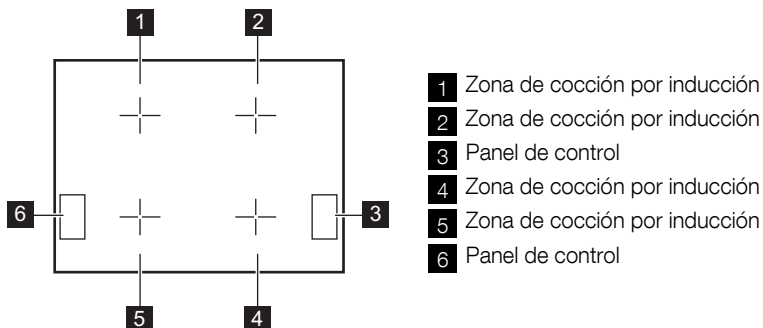 1 2
6 3
5 4
1 Zona de cocción por inducción
2 Zona de cocción por inducción
3 Panel de control
4 Zona de cocción por inducción
5 Zona de cocción por inducción
6 Panel de control